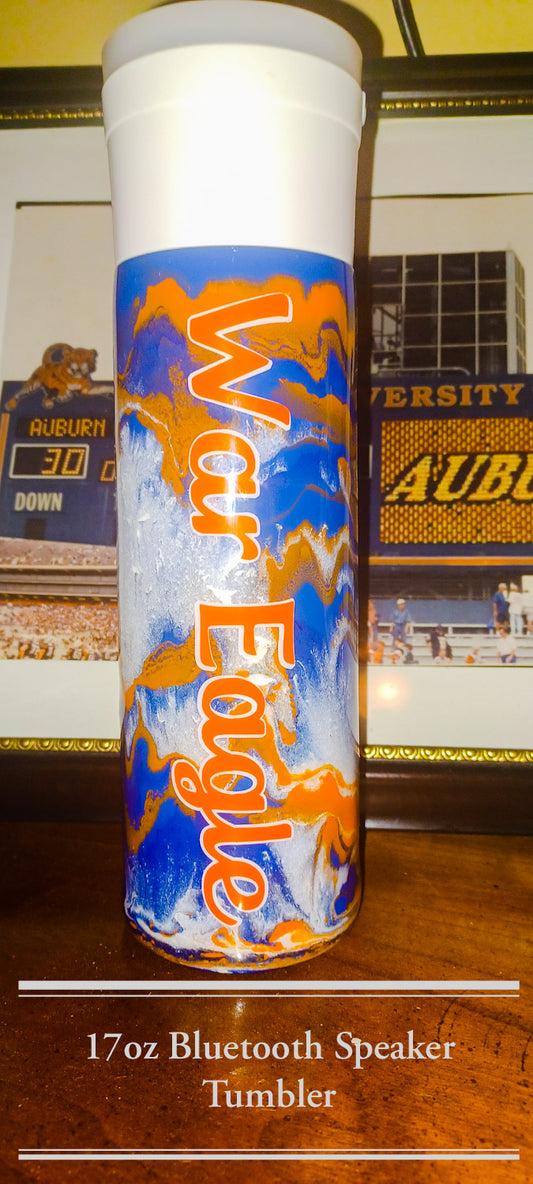 War Eagle
AUBURN
30
DOWN
VERSITY
AUBU
17oz Bluetooth Speaker
Tumbler